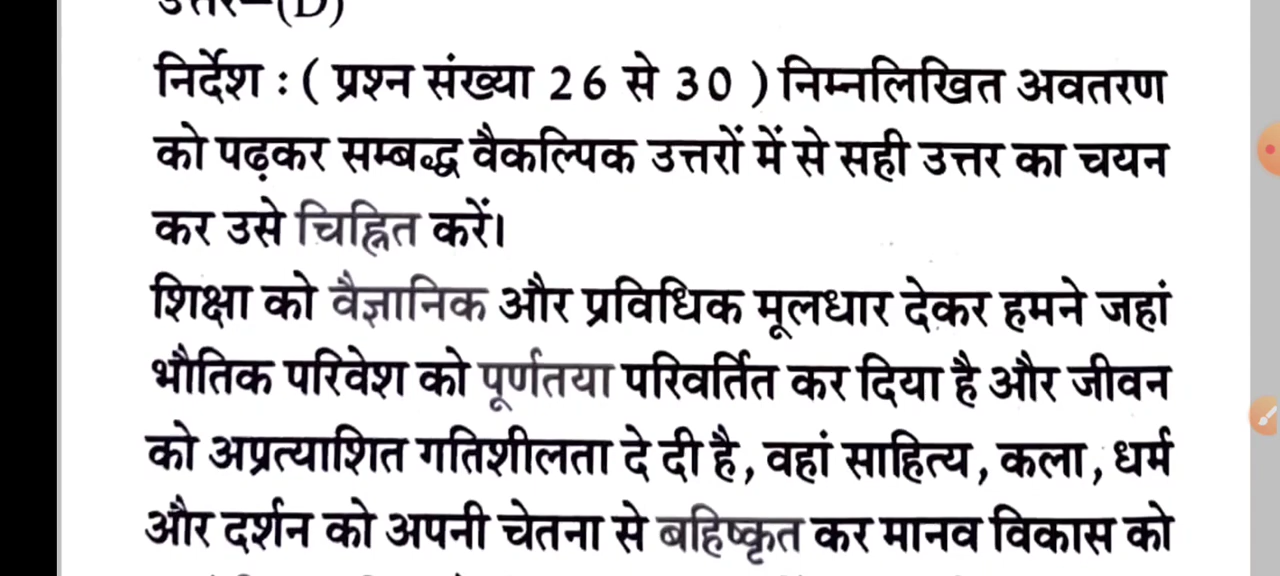 उत्तर–(D)
निर्देश : ( प्रश्न संख्या 26 से 30 ) निम्नलिखित अवतरण
को पढ़कर सम्बद्ध वैकल्पिक उत्तरों में से सही उत्तर का चयन
कर उसे चिह्नित करें।
शिक्षा को वैज्ञानिक और प्रविधिक मूलधार देकर हमने जहां
भौतिक परिवेश को पूर्णतया परिवर्तित कर दिया है और जीवन
को अप्रत्याशित गतिशीलता दे दी है, वहां साहित्य, कला, धर्म
और दर्शन को अपनी चेतना से बहिष्कृत कर मानव विकास को